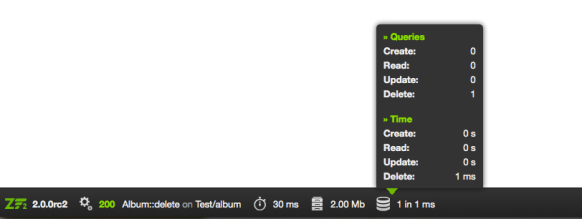 » Queries
Create: 0
Read: 0
Update: 0
Delete: 1
» Time
Create: 0 s
Read: 0 s
Update: 0 s
Delete: 1 ms
ZF2 2.0.0rc2 200 Album::delete on Test/album 30 ms 2.00 Mb 1 in 1 ms